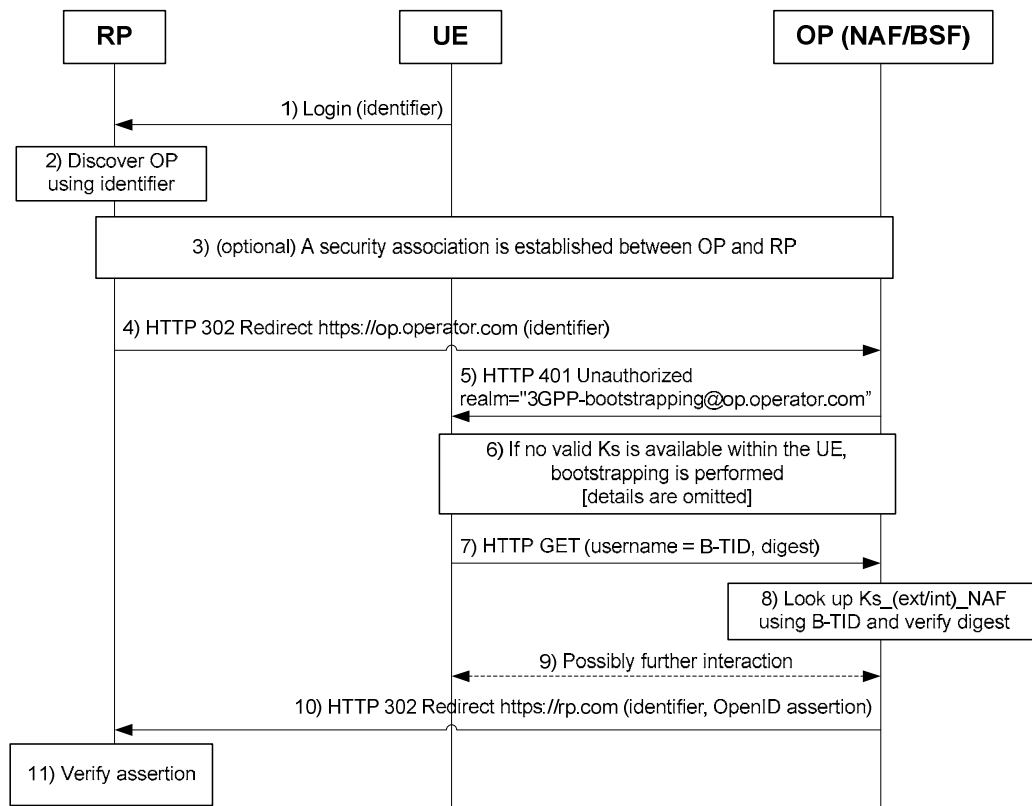 RP
UE
OP (NAF/BSF)
1) Login (identifier)
2) Discover OP
using identifier
3) (optional) A security association is established between OP and RP
4) HTTP 302 Redirect https://op.operator.com (identifier)
5) HTTP 401 Unauthorized
realm="3GPP-bootstrapping@op.operator.com”
6) If no valid Ks is available within the UE,
bootstrapping is performed
[details are omitted]
7) HTTP GET (username = B-TID, digest)
8) Look up Ks_(ext/int)_NAF
using B-TID and verify digest
9) Possibly further interaction
10) HTTP 302 Redirect https://rp.com (identifier, OpenID assertion)
11) Verify assertion